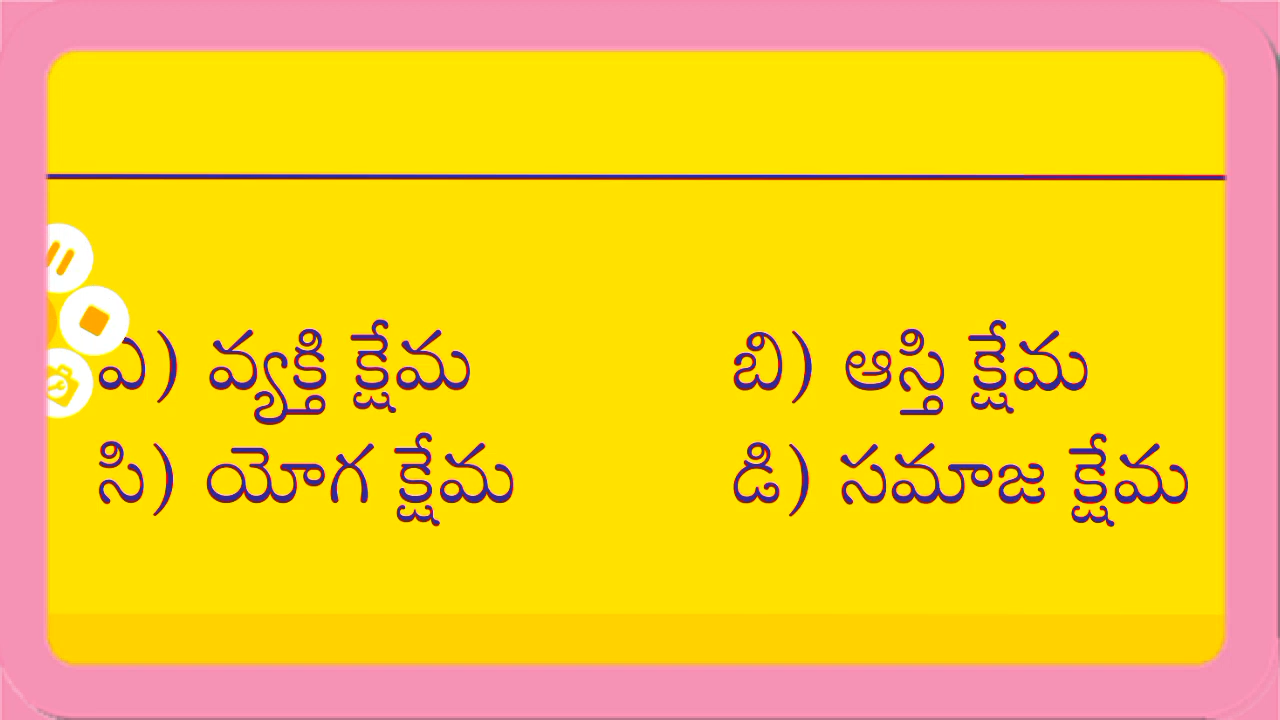 ఎ) వ్యక్తి క్షేమ బి) ఆస్తి క్షేమ
సి) యోగ క్షేమ డి) సమాజ క్షేమ